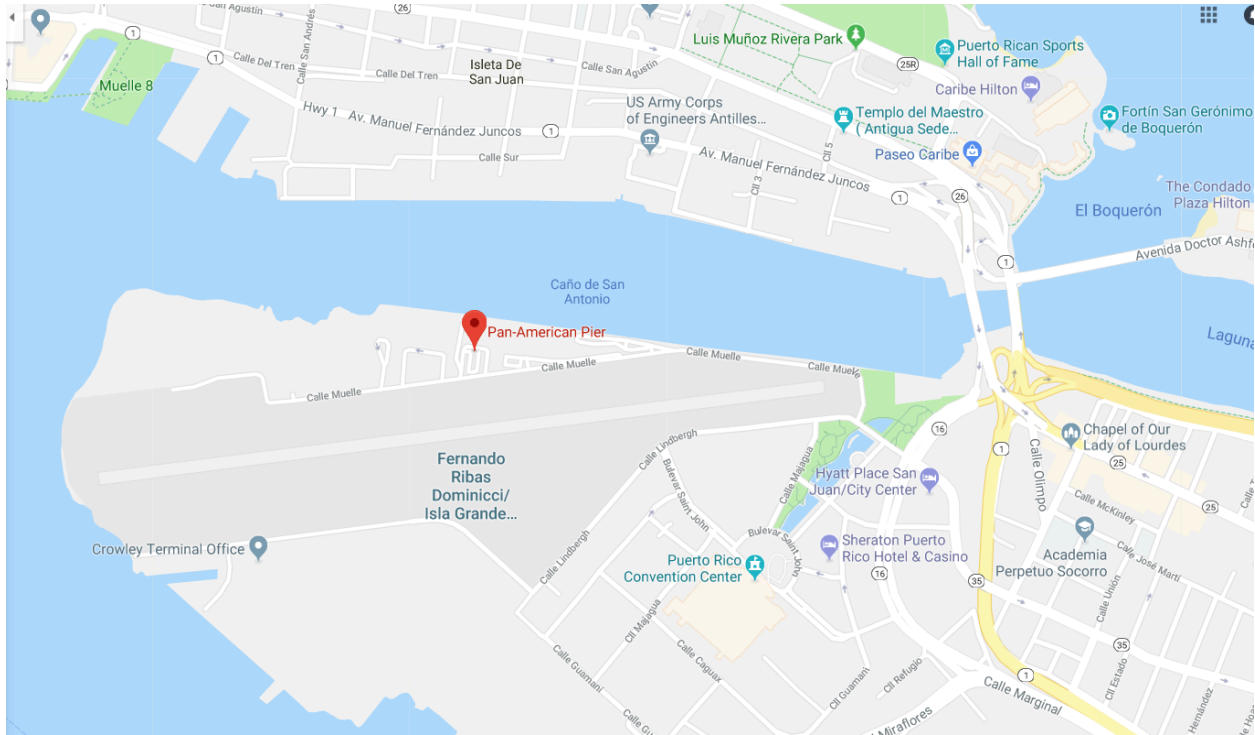 26
San Agustín
1
1
Calle San Andrés
Calle Del Tren
Calle Del Tren
Isleta De
San Juan
Calle San Agustín
Muelle 8
Luis Muñoz Rivera Park
25R
Puerto Rican Sports
Hall of Fame
Caribe Hilton
Fortín San Gerónimo
de Boquerón
US Army Corps
of Engineers Antilles...
Templo del Maestro
( Antigua Sede...
Hwy 1
Av. Manuel Fernández Juncos
1
Calle Sur
Av. Manuel Fernández Juncos
Cll 3
Cll 5
Paseo Caribe
1
26
The Condado
Plaza Hilton
El Boquerón
1
Avenida Doctor Ashf
Caño de San
Antonio
Pan-American Pier
Calle Muelle
Calle Muelle
Calle Muelle
Calle Muelle
Laguna
Fernando
Ribas
Dominicci/
Isla Grande...
Crowley Terminal Office
Calle Lindbergh
Calle Lindbergh
Bulevar Saint John
Calle Majagua
16
1
Calle Olimpo
Chapel of Our
Lady of Lourdes
25
25
Hyatt Place San
Juan/City Center
Calle McKinley
Bulevar Saint John
Sheraton Puerto
Rico Hotel & Casino
Puerto Rico
Convention Center
16
35
Academia
Perpetuo Socorro
Calle José Martí
Calle Unión
Cll Majagua
Calle Caguax
Calle Guamani
Cll Guamani
Cll Refugio
35
1
Cll Estado
Calle Marginal
Miraflores
Hernández